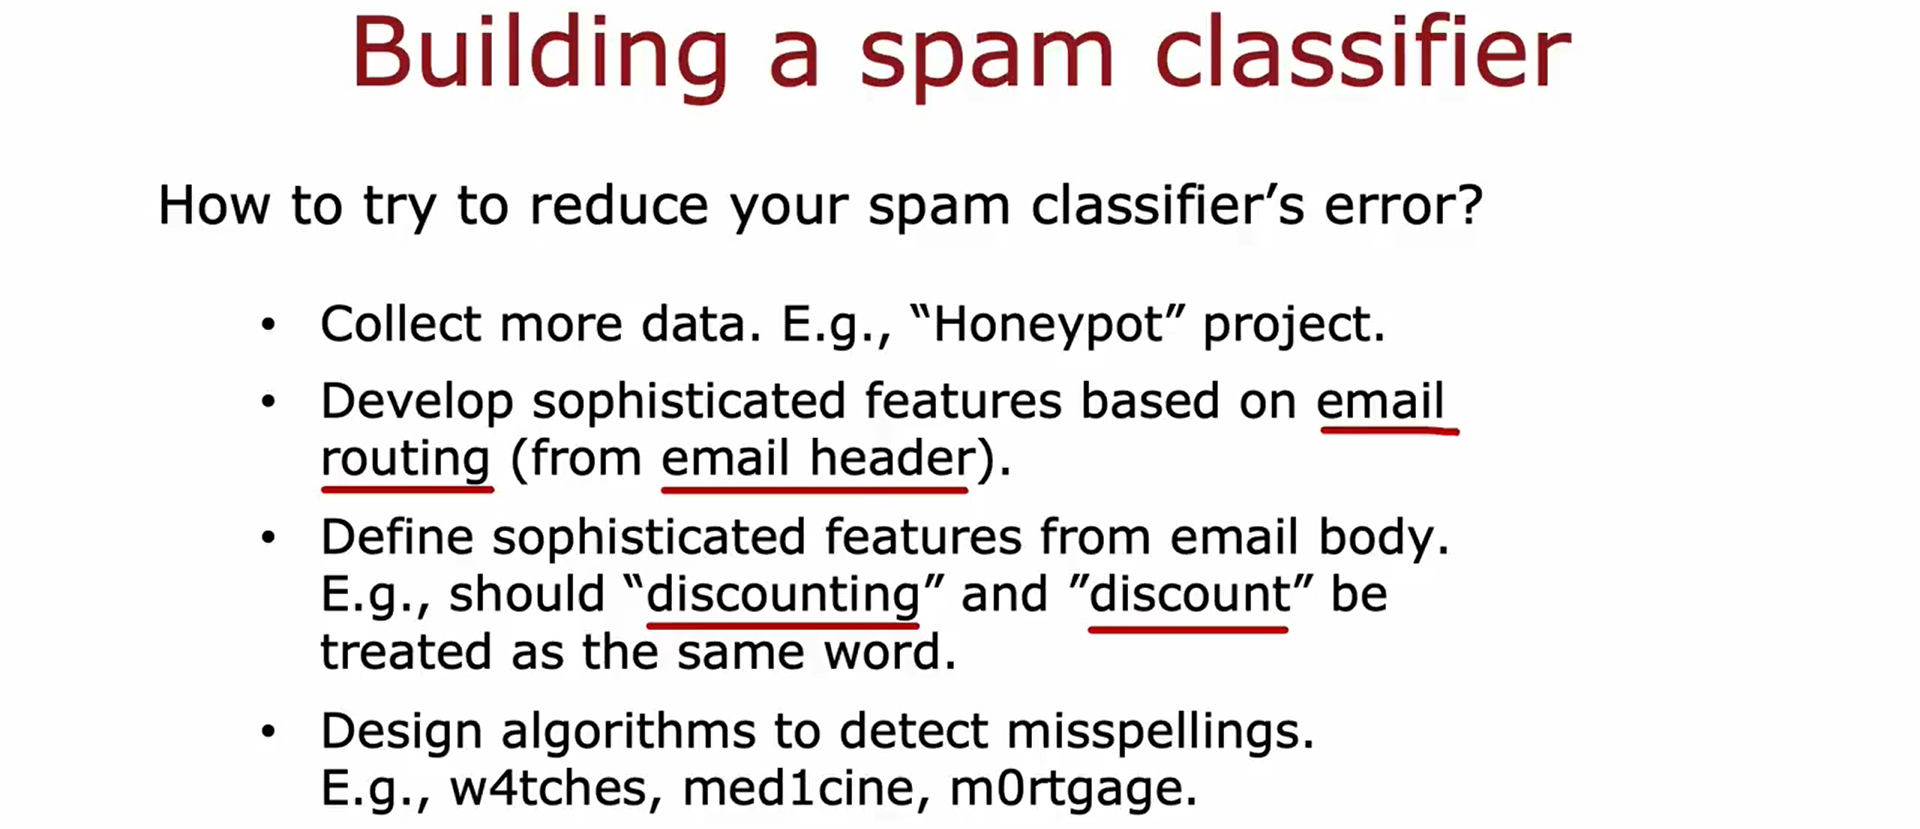 Building a spam classifier
How to try to reduce your spam classifier’s error?
• Collect more data. E.g., “Honeypot” project.
• Develop sophisticated features based on email
routing (from email header).
• Define sophisticated features from email body.
E.g., should “discounting” and ”discount” be
treated as the same word.
• Design algorithms to detect misspellings.
E.g., w4tches, med1cine, m0rtgage.